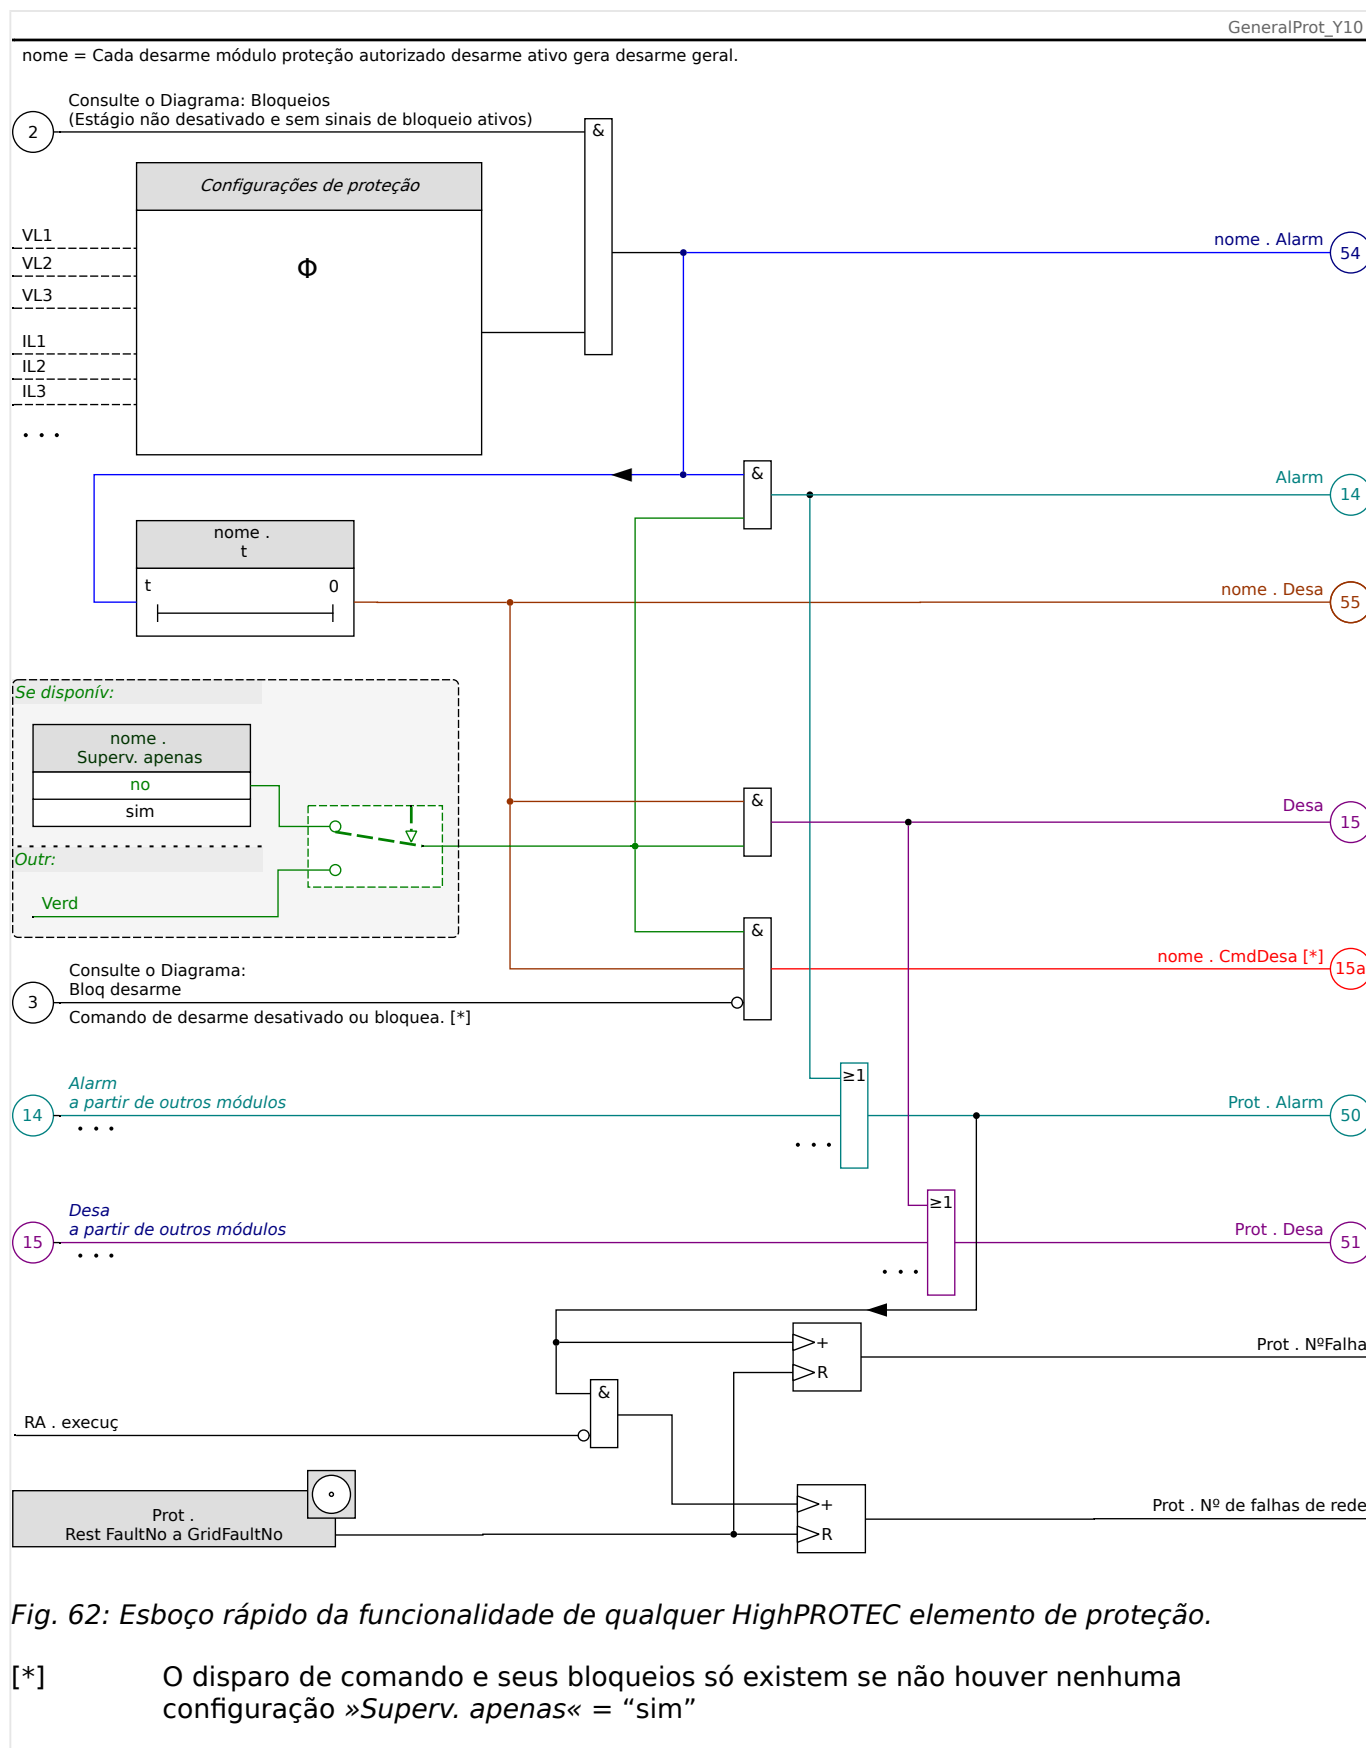 GeneralProt_Y10
nome = Cada desarme módulo proteção autorizado desarme ativo gera desarme geral.
Consulte o Diagrama: Bloqueios
(Estágio não desativado e sem sinais de bloqueio ativos)
2
&
Configurações de proteção
VL1
VL2
VL3
Φ
IL1
IL2
IL3
. . .
nome . Alarm
54
&
Alarm
14
nome .
t
t
0
nome . Desa
55
Se disponív:
nome .
Superv. apenas
no
sim
Outr:
Verd
&
Desa
15
&
nome . CmdDesa [*]
15a
Consulte o Diagrama:
Bloq desarme
3
Comando de desarme desativado ou bloquea. [*]
≥1
Alarm
a partir de outros módulos
14
. . .
. . .
Prot . Alarm
50
≥1
Desa
a partir de outros módulos
15
. . .
. . .
Prot . Desa
51
+
R
Prot . NºFalha
&
RA . execuç
Prot .
Rest FaultNo a GridFaultNo
+
R
Prot . Nº de falhas de rede
Fig. 62: Esboço rápido da funcionalidade de qualquer HighPROTEC elemento de proteção.
[*] O disparo de comando e seus bloqueios só existem se não houver nenhuma
configuração »Superv. apenas« = “sim”